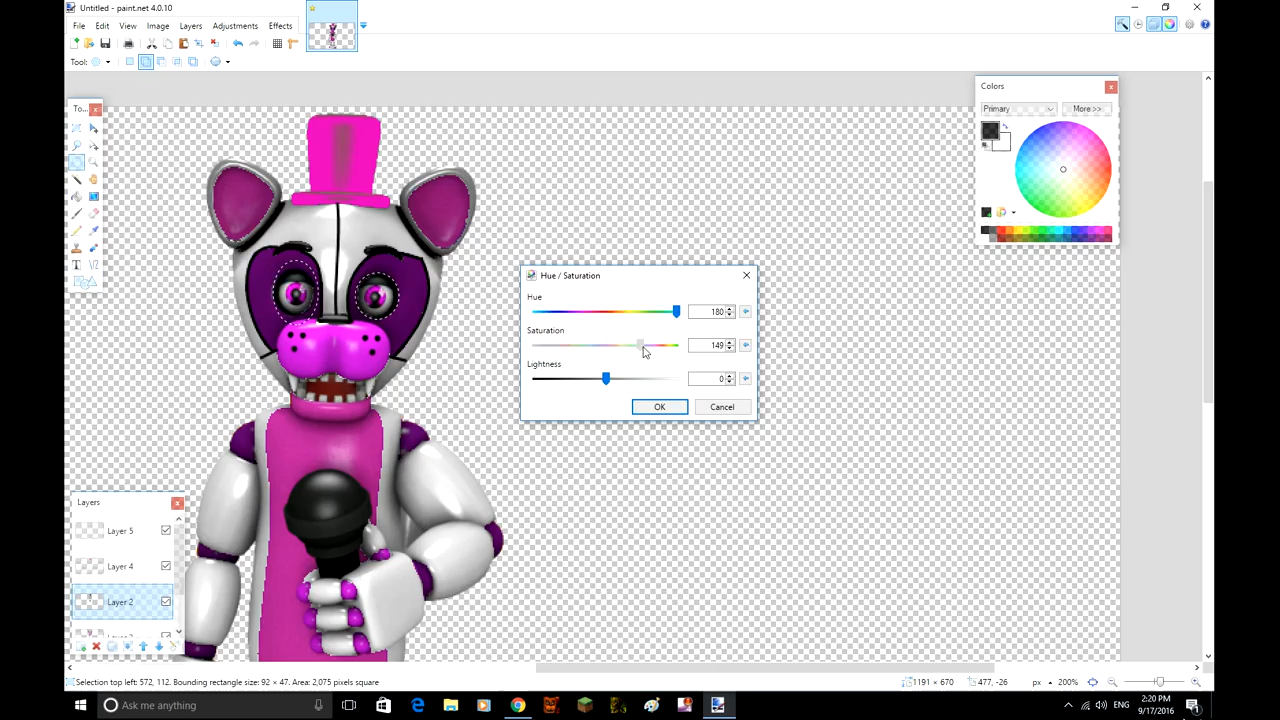 Untitled - paint.net 4.0.10
File Edit View Image Layers Adjustments Effects
Tool:
To...
Colors
Primary
More >>
Hue / Saturation
Hue
180
Saturation
149
Lightness
0
OK Cancel
Layers
Layer 5
Layer 4
Layer 2
Selection top left: 572, 112. Bounding rectangle size: 92 × 47. Area: 2,075 pixels square
1191 × 670
477, -26
px
200%
Ask me anything
ENG
2:20 PM
9/17/2016